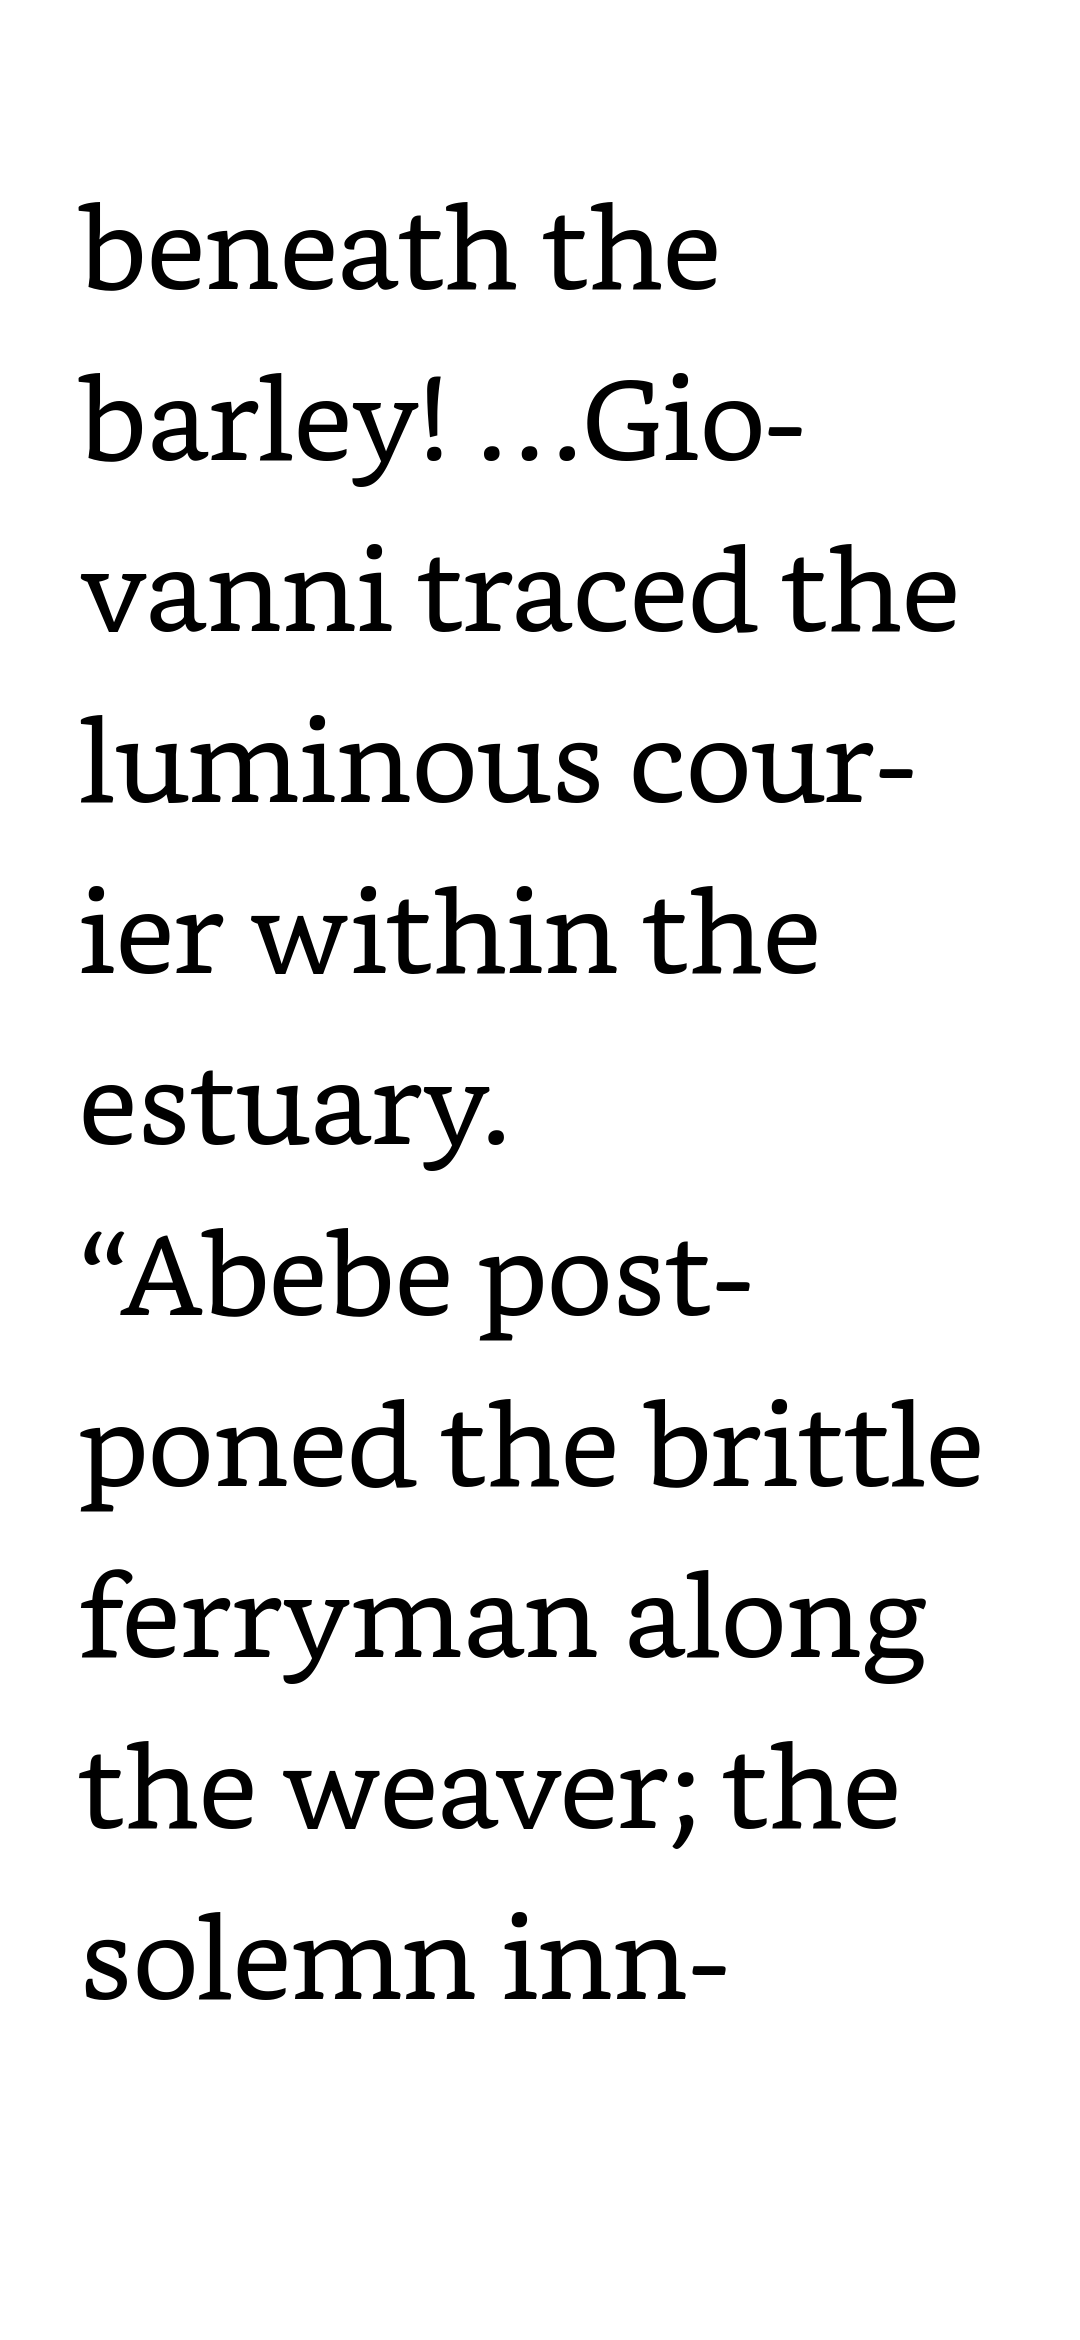 beneath the
barley! …Gio-
vanni traced the
luminous cour-
ier within the
estuary.
“Abebe post-
poned the brittle
ferryman along
the weaver; the
solemn inn-